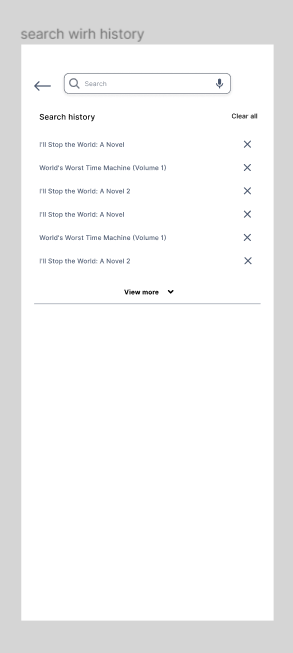 search wirh history
Search
Search history
Clear all
I'll Stop the World: A Novel
World's Worst Time Machine (Volume 1)
I'll Stop the World: A Novel 2
I'll Stop the World: A Novel
World's Worst Time Machine (Volume 1)
I'll Stop the World: A Novel 2
View more